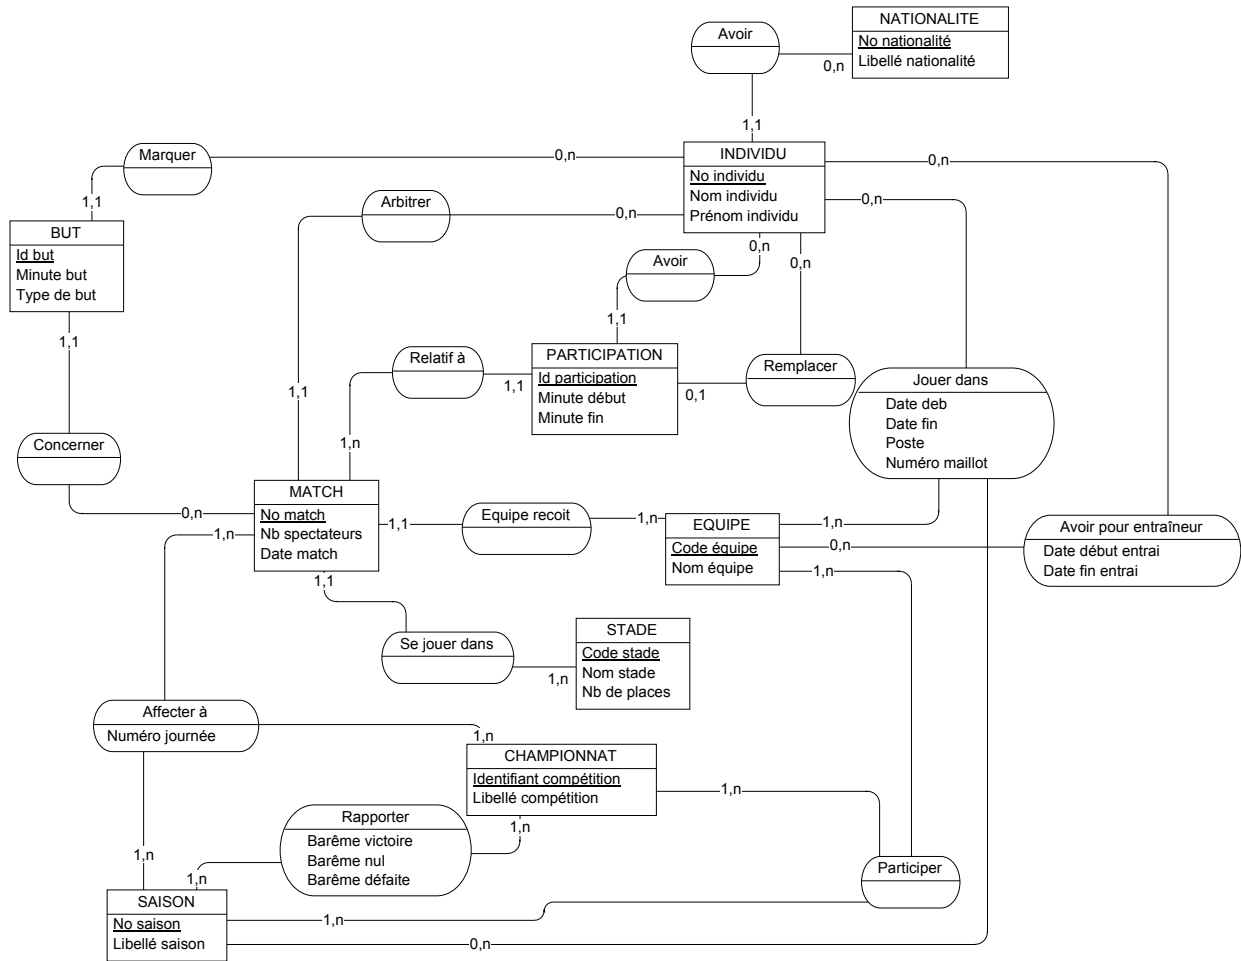 NATIONALITE
No nationalité
Libellé nationalité
Avoir
0,n
1,1
INDIVIDU
No individu
Nom individu
Prénom individu
Marquer
0,n
1,1
0,n
Arbitrer
0,n
0,n
BUT
Id but
Minute but
Type de but
Avoir
0,n
0,n
1,1
1,1
PARTICIPATION
Id participation
Minute début
Minute fin
Relatif à
1,1
0,1
Remplacer
Jouer dans
Date deb
Date fin
Poste
Numéro maillot
1,1
1,n
Concerner
0,n
MATCH
No match
Nb spectateurs
Date match
1,n
1,1
Equipe recoit
1,n
EQUIPE
Code équipe
Nom équipe
1,n
0,n
1,n
Avoir pour entraîneur
Date début entrai
Date fin entrai
1,1
Se jouer dans
1,n
STADE
Code stade
Nom stade
Nb de places
Affecter à
Numéro journée
1,n
CHAMPIONNAT
Identifiant compétition
Libellé compétition
1,n
1,n
Rapporter
Barême victoire
Barême nul
Barême défaite
1,n
1,n
Participer
SAISON
No saison
Libellé saison
1,n
0,n